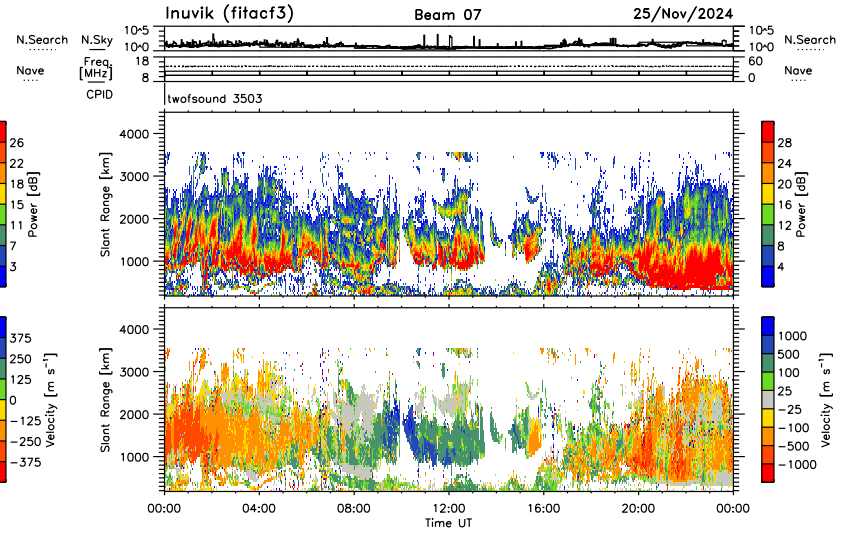 Inuvik (fitacf3) Beam 07 25/Nov/2024
N.Search N.Sky 10^5 10^0 10^5 10^0 N.Search
Nave Freq. [MHz] 18 8 60 0 Nave
CPID twofsound 3503
Slant Range [km] 4000 3000 2000 1000
Power [dB] 26 22 18 15 11 7 3
Power [dB] 28 24 20 16 12 8 4
Slant Range [km] 4000 3000 2000 1000
Velocity [m s⁻¹] 375 250 125 0 −125 −250 −375
Velocity [m s⁻¹] 1000 500 100 25 −25 −100 −500 −1000
00:00 04:00 08:00 12:00 16:00 20:00 00:00
Time UT